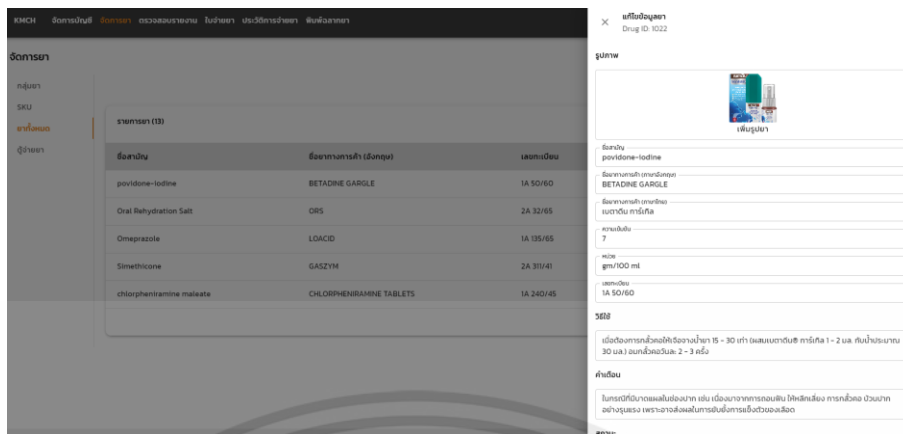 KMCH จัดการบัญชี จัดการยา ตรวจสอบรายงาน ใบจ่ายยา ประวัติการจ่ายยา พิมพ์ฉลากยา
จัดการยา
กลุ่มยา
SKU
ยาทั้งหมด
ตู้จ่ายยา
รายการยา (13)
ชื่อสามัญ ชื่อยาทางการค้า (อังกฤษ) เลขทะเบียน
povidone-iodine BETADINE GARGLE 1A 50/60
Oral Rehydration Salt ORS 2A 32/65
Omeprazole LOACID 1A 135/65
Simethicone GASZYM 2A 311/41
chlorpheniramine maleate CHLORPHENIRAMINE TABLETS 1A 240/45
แก้ไขข้อมูลยา
Drug ID: 1022
รูปภาพ
เพิ่มรูปยา
ชื่อสามัญ
povidone-iodine
ชื่อยาทางการค้า (ภาษาอังกฤษ)
BETADINE GARGLE
ชื่อยาทางการค้า (ภาษาไทย)
เบตาดีน การ์เกิล
ความเข้มข้น
7
หน่วย
gm/100 ml
เลขทะเบียน
1A 50/60
วิธีใช้
เมื่อต้องการกลั้วคอให้เจือจางน้ำยา 15 - 30 เท่า (ผสมเบตาดีน® การ์เกิล 1 - 2 มล. กับน้ำประมาณ
30 มล.) อมกลั้วคอวันละ 2 - 3 ครั้ง
คำเตือน
ในกรณีที่มีบาดแผลในช่องปาก เช่น เนื่องมาจากการถอนฟัน ให้หลีกเลี่ยง การกลั้วคอ บ้วนปาก
อย่างรุนแรง เพราะอาจส่งผลในการยับยั้งการแข็งตัวของเลือด
สถานะ